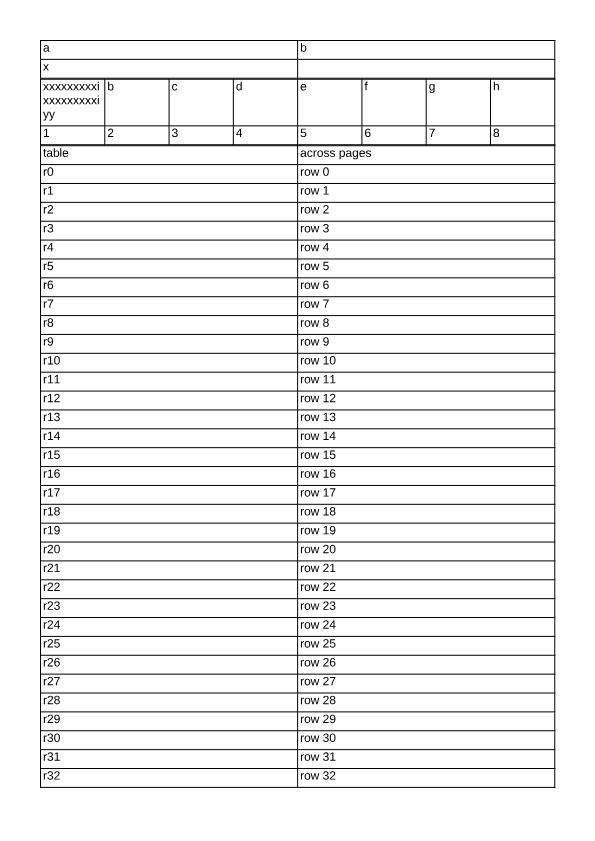 a b
x
xxxxxxxxxi b c d e f g h
xxxxxxxxxi
yy
1 2 3 4 5 6 7 8
table across pages
r0 row 0
r1 row 1
r2 row 2
r3 row 3
r4 row 4
r5 row 5
r6 row 6
r7 row 7
r8 row 8
r9 row 9
r10 row 10
r11 row 11
r12 row 12
r13 row 13
r14 row 14
r15 row 15
r16 row 16
r17 row 17
r18 row 18
r19 row 19
r20 row 20
r21 row 21
r22 row 22
r23 row 23
r24 row 24
r25 row 25
r26 row 26
r27 row 27
r28 row 28
r29 row 29
r30 row 30
r31 row 31
r32 row 32